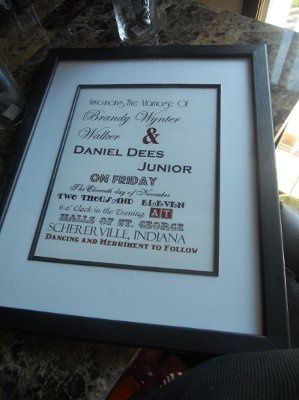 Announcing The Marriage Of
Brandy Wynter
Walker &
Daniel Dees
Junior
ON FRIDAY
The Eleventh day of November
Two Thousand Eleven
6 o' Clock in the Evening AT
Halls of St. George
Schererville, Indiana
Dancing and Merriment to Follow